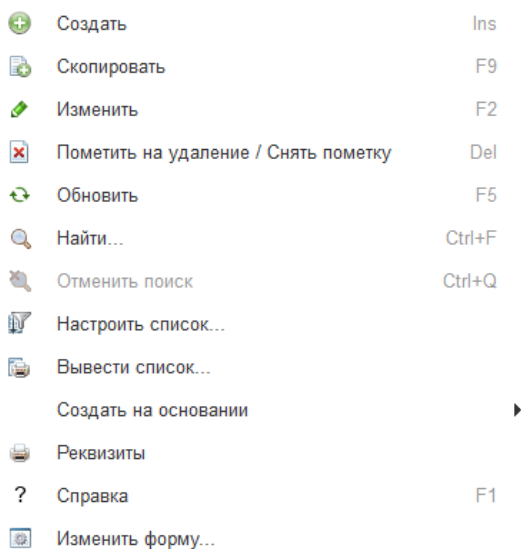 Создать Ins
Скопировать F9
Изменить F2
Пометить на удаление / Снять пометку Del
Обновить F5
Найти... Ctrl+F
Отменить поиск Ctrl+Q
Настроить список...
Вывести список...
Создать на основании
Реквизиты
? Справка F1
Изменить форму...